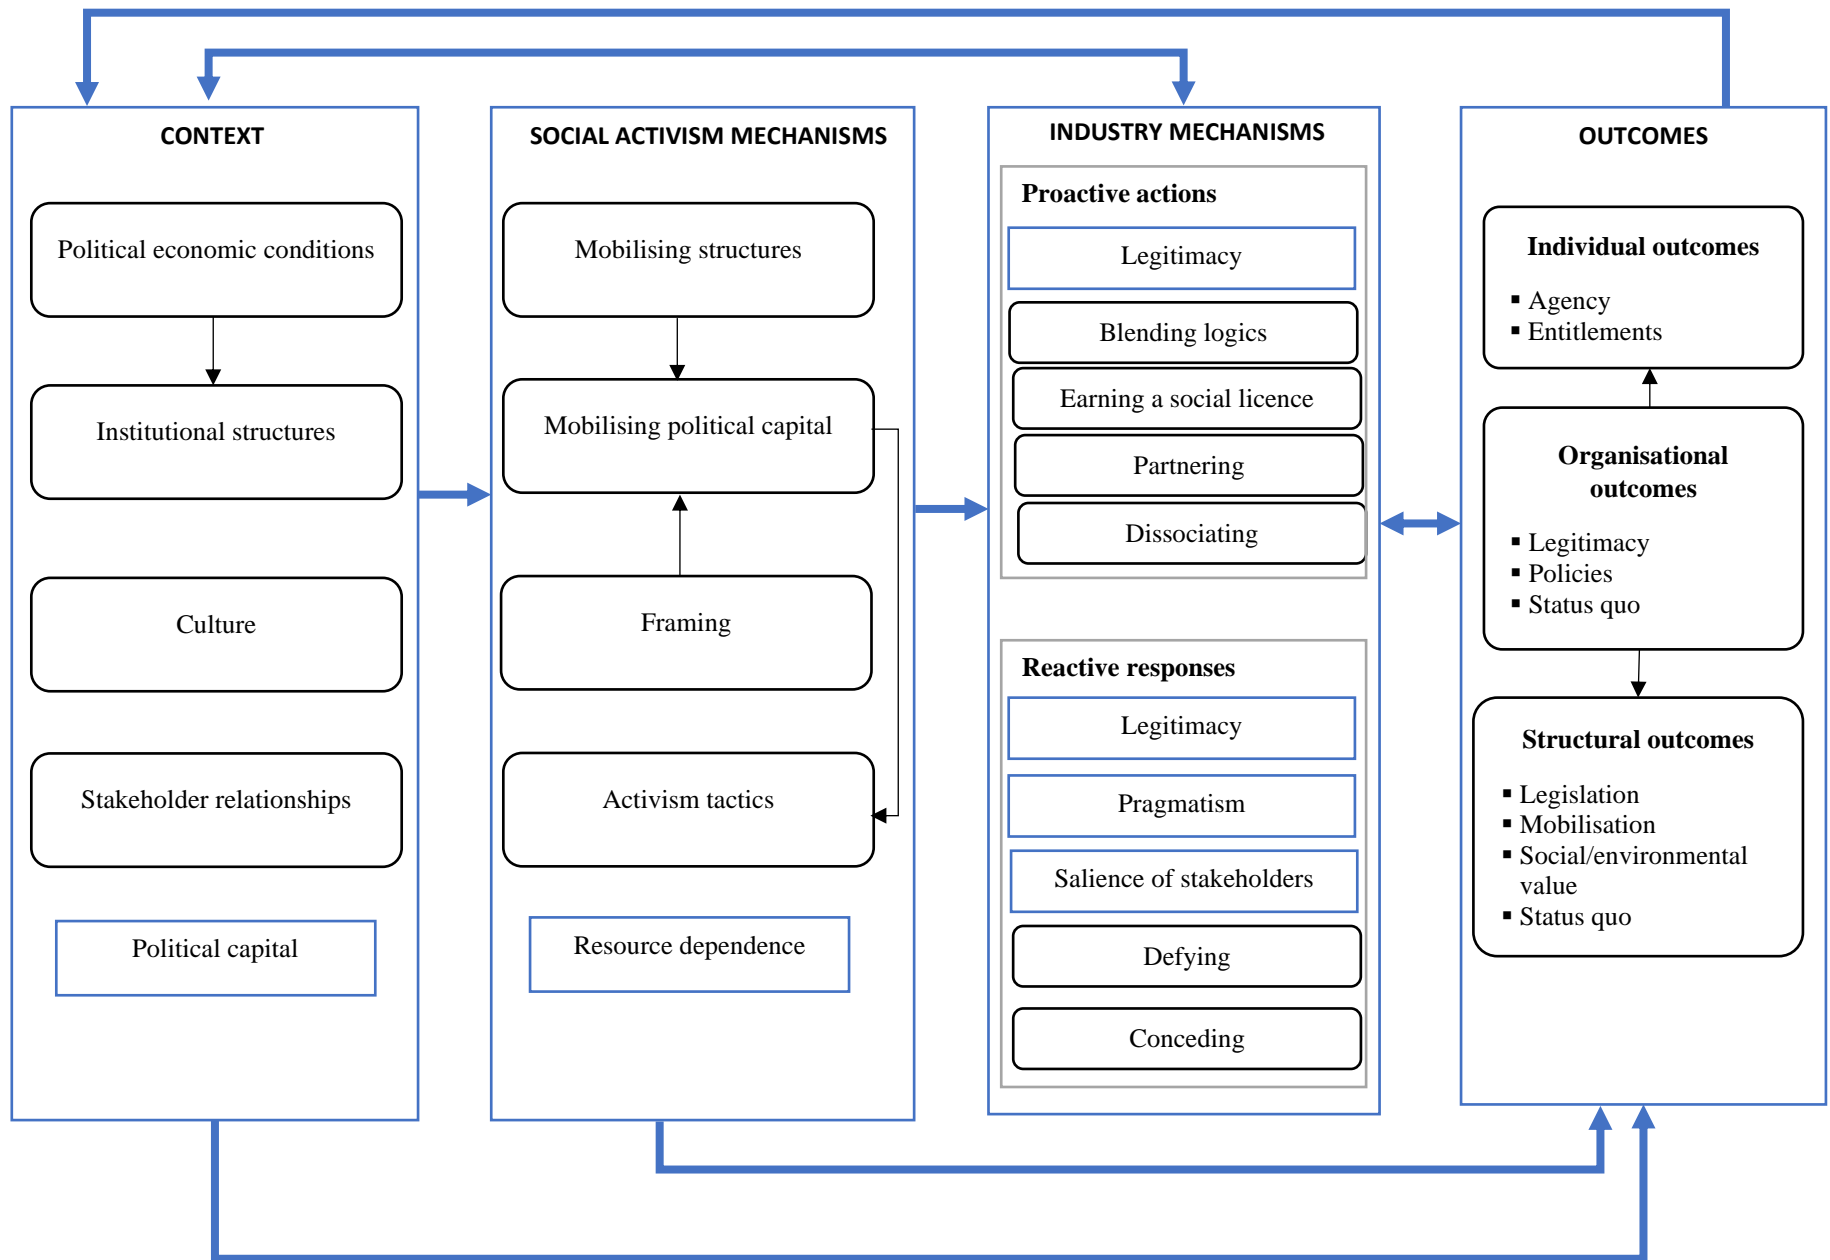 CONTEXT
Political economic conditions
Institutional structures
Culture
Stakeholder relationships
Political capital
SOCIAL ACTIVISM MECHANISMS
Mobilising structures
Mobilising political capital
Framing
Activism tactics
Resource dependence
INDUSTRY MECHANISMS
Proactive actions
Legitimacy
Blending logics
Earning a social licence
Partnering
Dissociating
Reactive responses
Legitimacy
Pragmatism
Salience of stakeholders
Defying
Conceding
OUTCOMES
Individual outcomes
▪ Agency
▪ Entitlements
Organisational
outcomes
▪ Legitimacy
▪ Policies
▪ Status quo
Structural outcomes
▪ Legislation
▪ Mobilisation
▪ Social/environmental
value
▪ Status quo